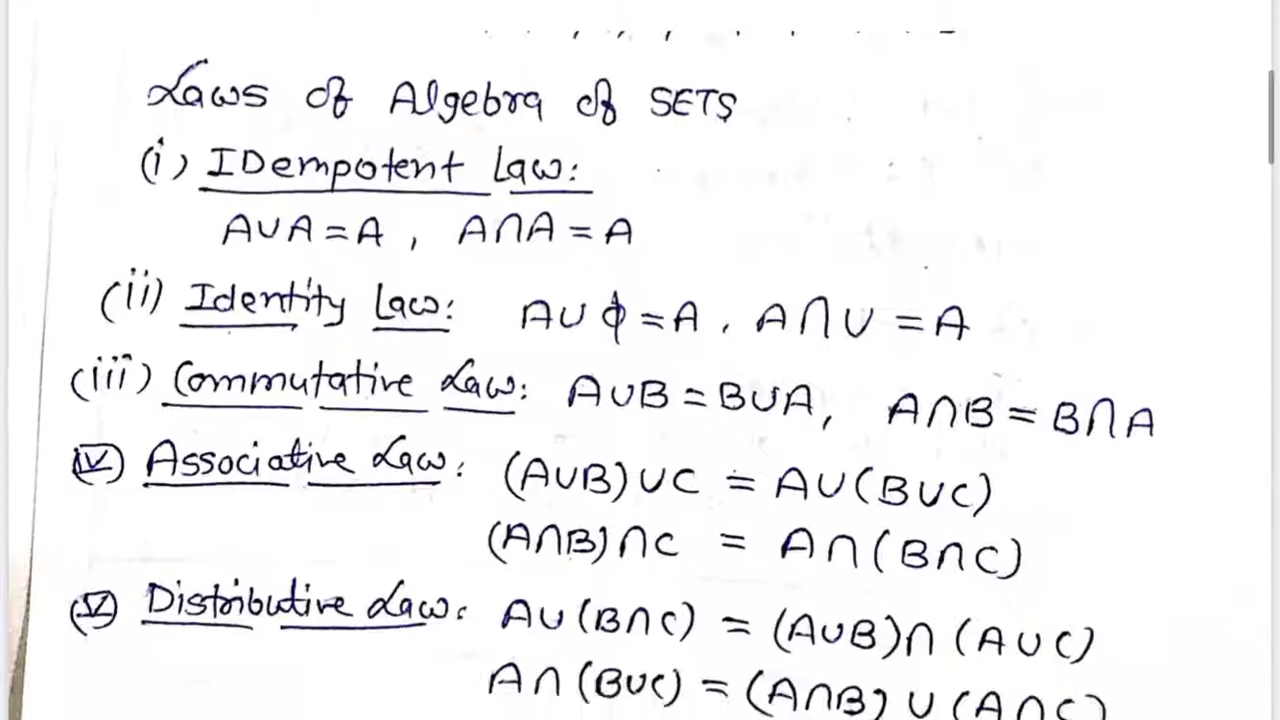 Laws of Algebra of SETS
(i) IDempotent Law:
A∪A = A , A∩A = A
(ii) Identity Law: A∪ϕ = A , A∩U = A
(iii) Commutative Law: A∪B = B∪A, A∩B = B∩A
(IV) Associative Law: (A∪B)∪C = A∪(B∪C)
(A∩B)∩C = A∩(B∩C)
(V) Distributive Law: A∪(B∩C) = (A∪B)∩(A∪C)
A∩(B∪C) = (A∩B)∪(A∩C)